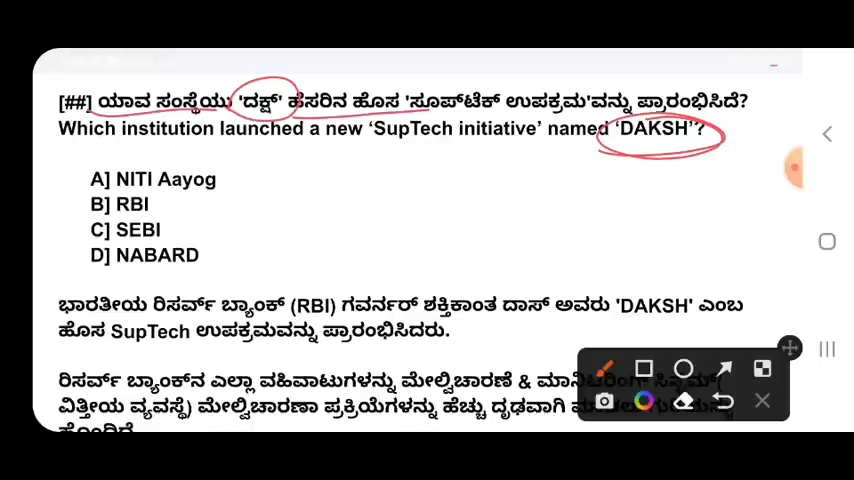 [##] ಯಾವ ಸಂಸ್ಥೆಯು 'ದಕ್ಷ್' ಹೆಸರಿನ ಹೊಸ 'ಸೂಪ್‌ಟೆಕ್ ಉಪಕ್ರಮ'ವನ್ನು ಪ್ರಾರಂಭಿಸಿದೆ?
Which institution launched a new ‘SupTech initiative’ named ‘DAKSH’?
A] NITI Aayog
B] RBI
C] SEBI
D] NABARD
ಭಾರತೀಯ ರಿಸರ್ವ್ ಬ್ಯಾಂಕ್ (RBI) ಗವರ್ನರ್ ಶಕ್ತಿಕಾಂತ ದಾಸ್ ಅವರು 'DAKSH' ಎಂಬ
ಹೊಸ SupTech ಉಪಕ್ರಮವನ್ನು ಪ್ರಾರಂಭಿಸಿದರು.
ರಿಸರ್ವ್ ಬ್ಯಾಂಕ್‌ನ ಎಲ್ಲಾ ವಹಿವಾಟುಗಳನ್ನು ಮೇಲ್ವಿಚಾರಣೆ & ಮಾನಿಟರಿಂಗ್
ವಿತ್ತೀಯ ವ್ಯವಸ್ಥೆ) ಮೇಲ್ವಿಚಾರಣಾ ಪ್ರಕ್ರಿಯೆಗಳನ್ನು ಹೆಚ್ಚು ದೃಢವಾಗಿ